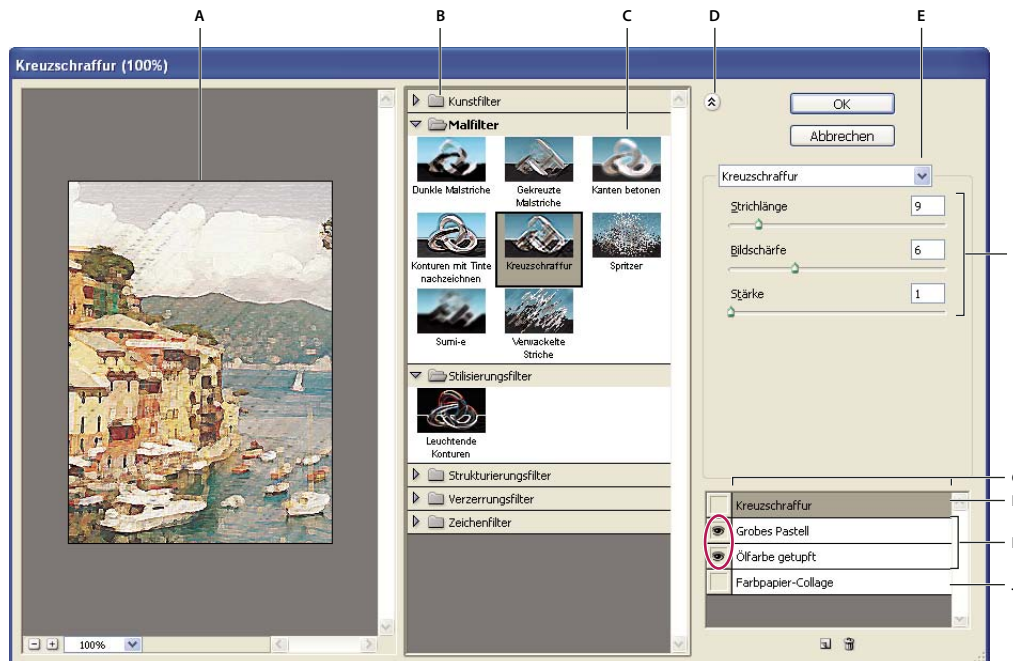 A B C D E
Kreuzschraffur (100%)
Kunstfilter
Malfilter
Dunkle Malstriche
Gekreuzte
Malstriche
Kanten betonen
Konturen mit Tinte
nachzeichnen
Kreuzschraffur
Spritzer
Sumi-e
Verwackelte
Striche
Stilisierungsfilter
Leuchtende
Konturen
Strukturierungsfilter
Verzerrungsfilter
Zeichenfilter
100%
OK
Abbrechen
Kreuzschraffur
Strichlänge 9
Bildschärfe 6
Stärke 1
Kreuzschraffur
Grobes Pastell
Ölfarbe getupft
Farbpapier-Collage